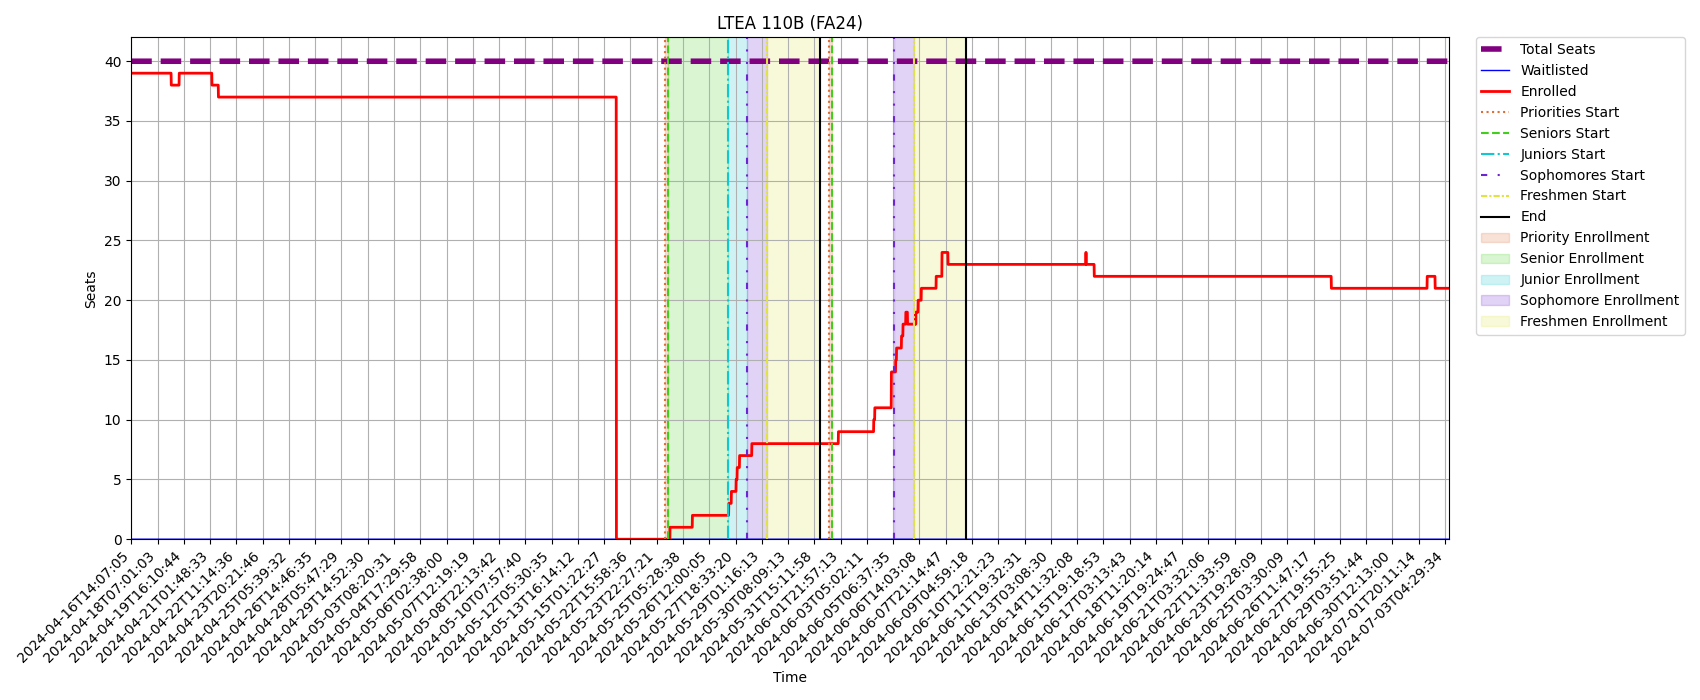 LTEA 110B (FA24)
Seats
40
35
30
25
20
15
10
5
0
2024-04-16T14:07:05
2024-04-18T07:01:03
2024-04-19T16:10:44
2024-04-21T01:48:33
2024-04-22T11:14:36
2024-04-23T20:21:46
2024-04-25T05:39:32
2024-04-26T14:46:35
2024-04-28T05:47:29
2024-04-29T14:52:30
2024-05-03T08:20:31
2024-05-04T17:29:58
2024-05-06T02:38:00
2024-05-07T12:19:19
2024-05-08T22:13:42
2024-05-10T07:57:40
2024-05-12T05:30:35
2024-05-13T16:14:12
2024-05-15T01:22:27
2024-05-22T15:58:36
2024-05-23T22:27:21
2024-05-25T05:28:38
2024-05-26T12:00:05
2024-05-27T18:33:20
2024-05-29T01:16:13
2024-05-30T08:09:13
2024-05-31T15:11:58
2024-06-01T21:57:13
2024-06-03T05:02:11
2024-06-05T06:37:35
2024-06-06T14:03:08
2024-06-07T21:14:47
2024-06-09T04:59:18
2024-06-10T12:21:23
2024-06-11T19:32:31
2024-06-13T03:08:30
2024-06-14T11:32:08
2024-06-15T19:18:53
2024-06-17T03:13:43
2024-06-18T11:20:14
2024-06-19T19:24:47
2024-06-21T03:32:06
2024-06-22T11:33:59
2024-06-23T19:28:09
2024-06-25T03:30:09
2024-06-26T11:47:17
2024-06-27T19:55:25
2024-06-29T03:51:44
2024-06-30T12:13:00
2024-07-01T20:11:14
2024-07-03T04:29:34
Time
Total Seats
Waitlisted
Enrolled
Priorities Start
Seniors Start
Juniors Start
Sophomores Start
Freshmen Start
End
Priority Enrollment
Senior Enrollment
Junior Enrollment
Sophomore Enrollment
Freshmen Enrollment